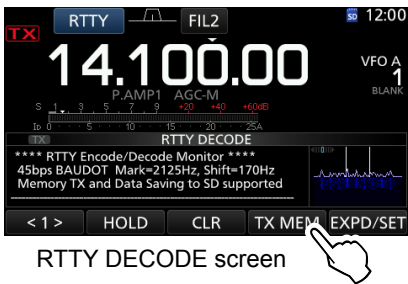 TX RTTY FIL2 SD 12:00
14.100.00
VFO A
1
BLANK
P.AMP1 AGC-M
S 1 3 5 7 9 +20 +40 +60dB
ID 0 5 10 15 20 25A
TX RTTY DECODE
**** RTTY Encode/Decode Monitor ****
45bps BAUDOT Mark=2125Hz, Shift=170Hz
Memory TX and Data Saving to SD supported
< 1 > HOLD CLR TX MEM EXPD/SET
RTTY DECODE screen